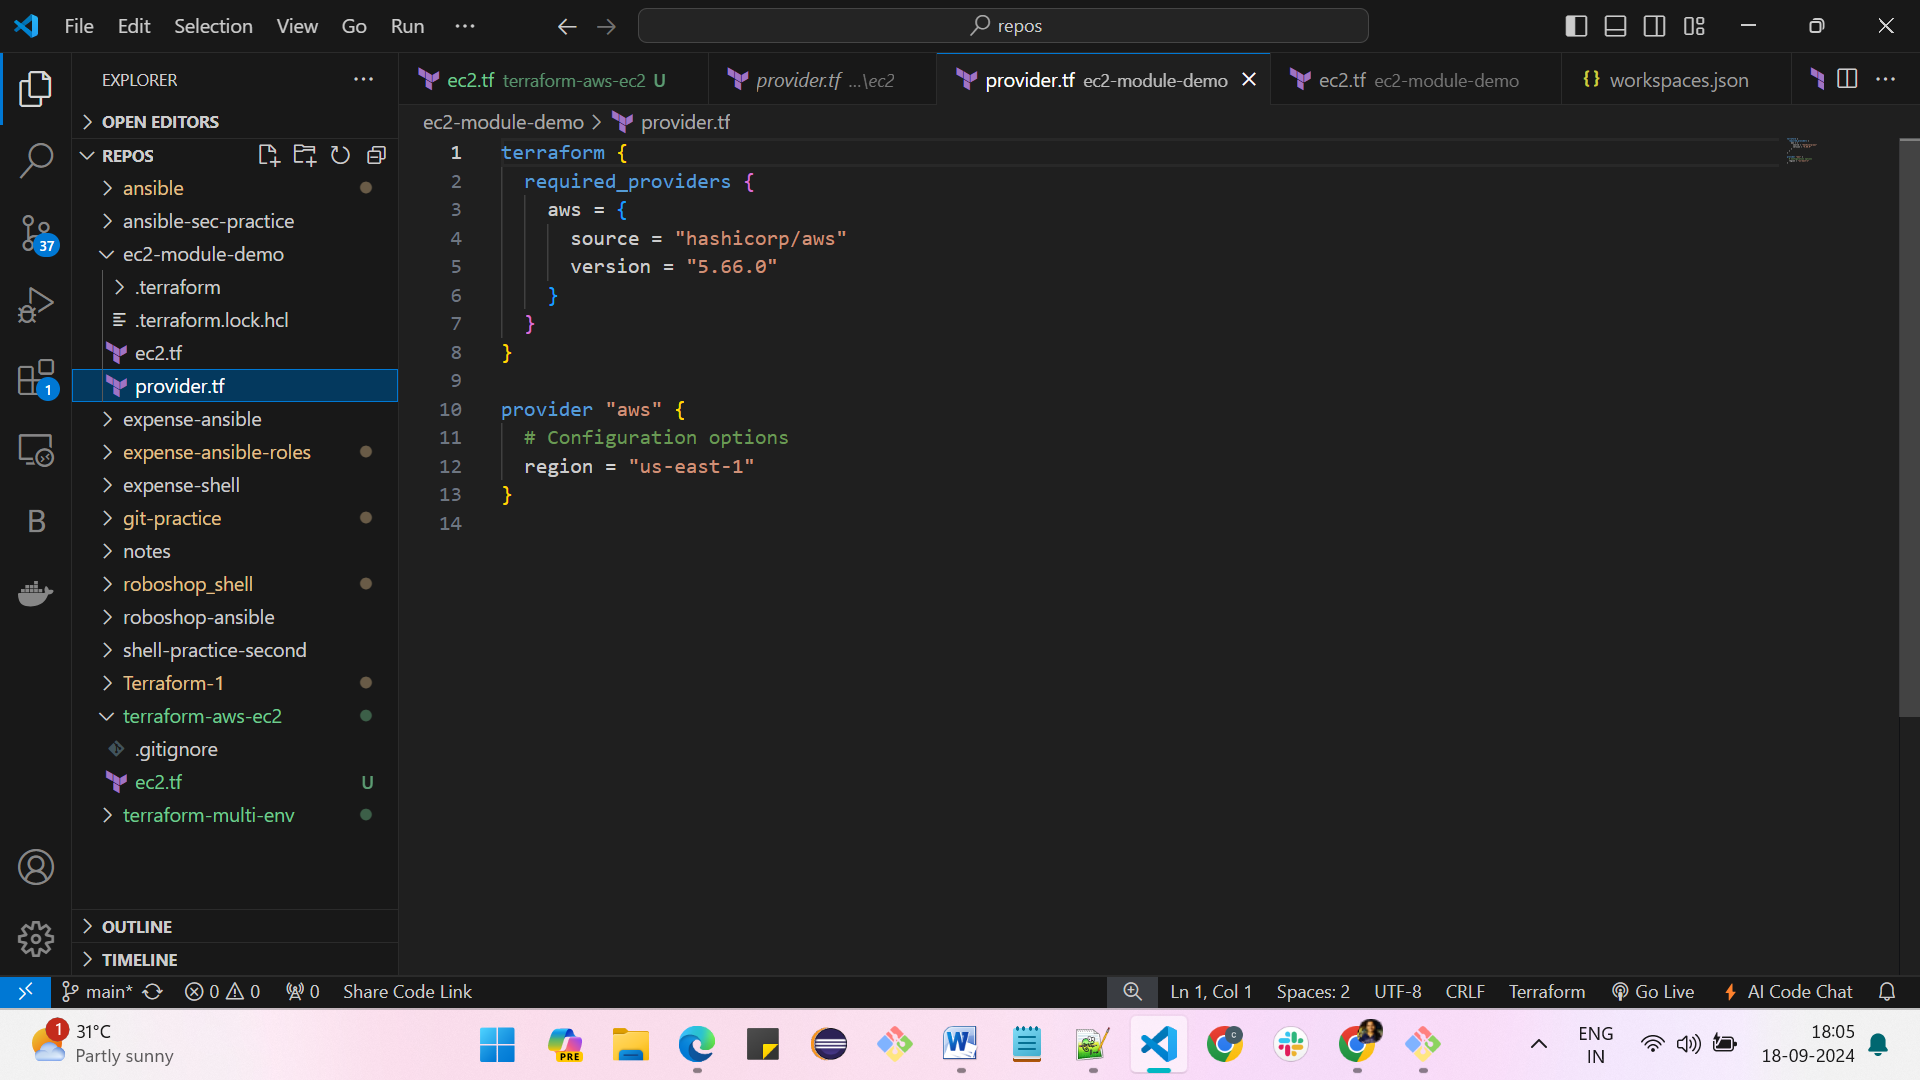 File Edit Selection View Go Run ··· repos
EXPLORER ···
OPEN EDITORS
REPOS
ansible
ansible-sec-practice
ec2-module-demo
.terraform
.terraform.lock.hcl
ec2.tf
provider.tf
expense-ansible
expense-ansible-roles
expense-shell
git-practice
notes
roboshop_shell
roboshop-ansible
shell-practice-second
Terraform-1
terraform-aws-ec2
.gitignore
ec2.tf U
terraform-multi-env
OUTLINE
TIMELINE
37
1
B
ec2.tf terraform-aws-ec2 U provider.tf ...\ec2 provider.tf ec2-module-demo ec2.tf ec2-module-demo {} workspaces.json ···
ec2-module-demo > provider.tf
1 terraform {
2 required_providers {
3 aws = {
4 source = "hashicorp/aws"
5 version = "5.66.0"
6 }
7 }
8 }
9
10 provider "aws" {
11 # Configuration options
12 region = "us-east-1"
13 }
14
main* 0 0 0 Share Code Link Ln 1, Col 1 Spaces: 2 UTF-8 CRLF Terraform Go Live AI Code Chat
1 31°C
Partly sunny
PRE
W
C
ENG
IN
18:05
18-09-2024